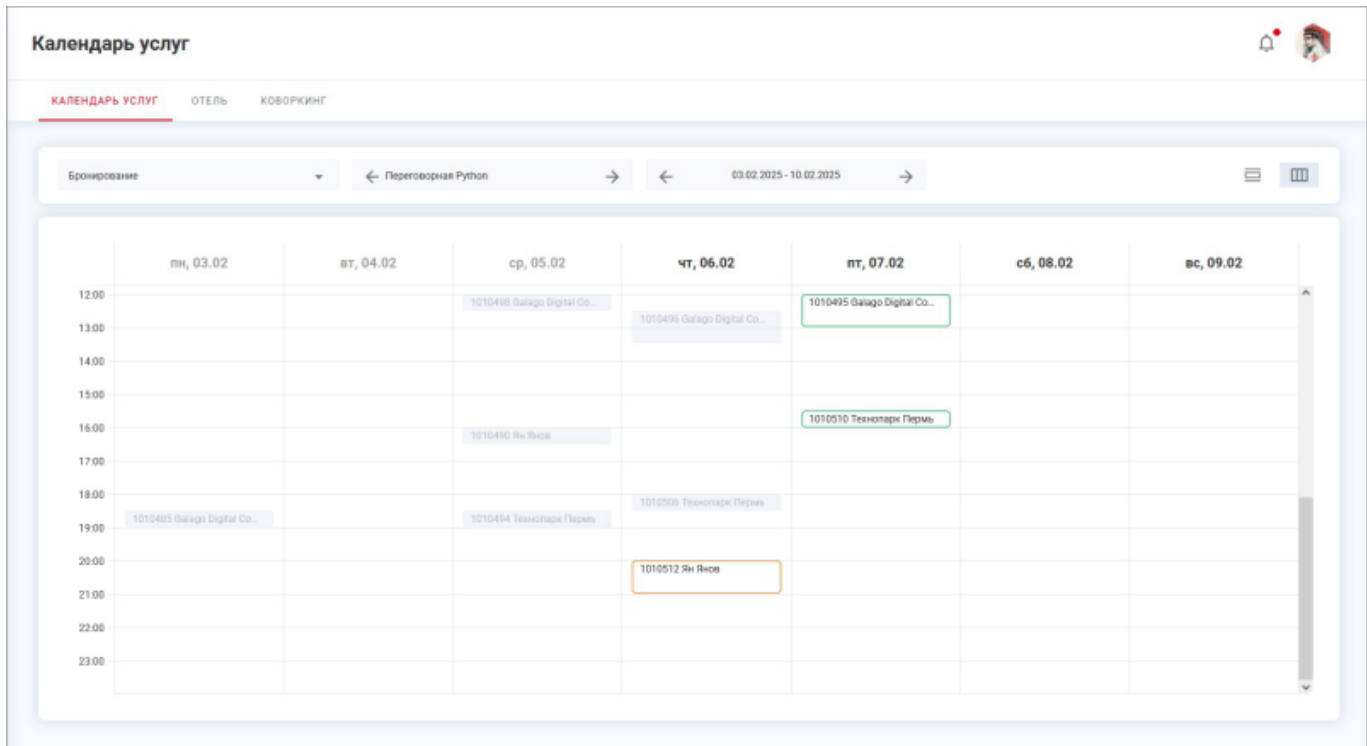 Календарь услуг
КАЛЕНДАРЬ УСЛУГ ОТЕЛЬ КОВОРКИНГ
Бронирование Переговорная Python 03.02.2025 - 10.02.2025
пн, 03.02 вт, 04.02 ср, 05.02 чт, 06.02 пт, 07.02 сб, 08.02 вс, 09.02
12:00 1010498 Galago Digital Co... 1010495 Galago Digital Co...
1010496 Galago Digital Co...
13:00
14:00
15:00
1010510 Технопарк Пермь
16:00
1010490 Ян Янов
17:00
18:00 1010506 Технопарк Пермь
1010485 Galago Digital Co... 1010494 Технопарк Пермь
19:00
20:00 1010512 Ян Янов
21:00
22:00
23:00